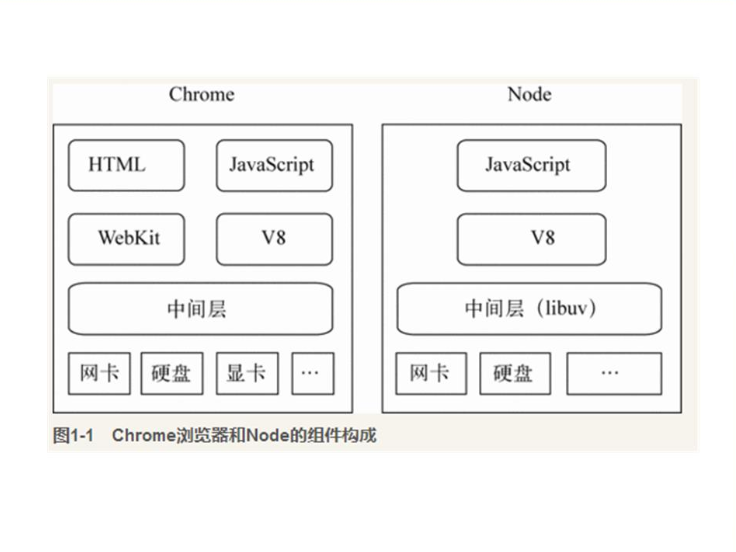 Chrome
Node
HTML
JavaScript
JavaScript
WebKit
V8
V8
中间层
中间层（libuv）
网卡
硬盘
显卡
…
网卡
硬盘
…
图1-1 Chrome浏览器和Node的组件构成